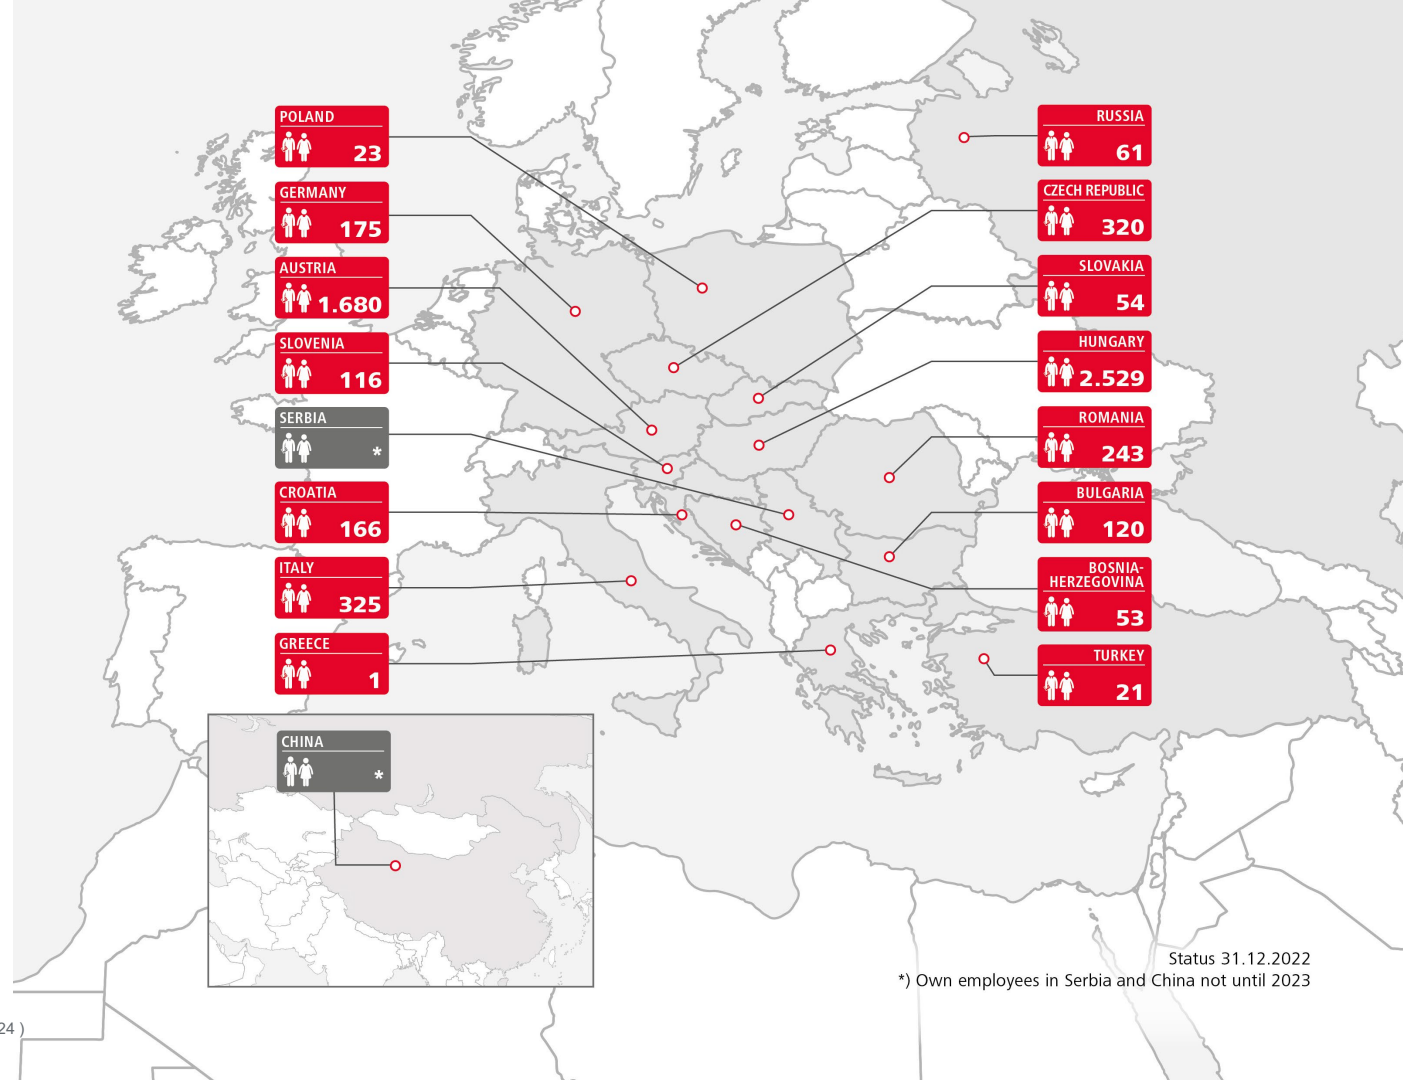 POLAND
23
GERMANY
175
AUSTRIA
1.680
SLOVENIA
116
SERBIA
*
CROATIA
166
ITALY
325
GREECE
1
CHINA
*
RUSSIA
61
CZECH REPUBLIC
320
SLOVAKIA
54
HUNGARY
2.529
ROMANIA
243
BULGARIA
120
BOSNIA-
HERZEGOVINA
53
TURKEY
21
Status 31.12.2022
*) Own employees in Serbia and China not until 2023
24 )